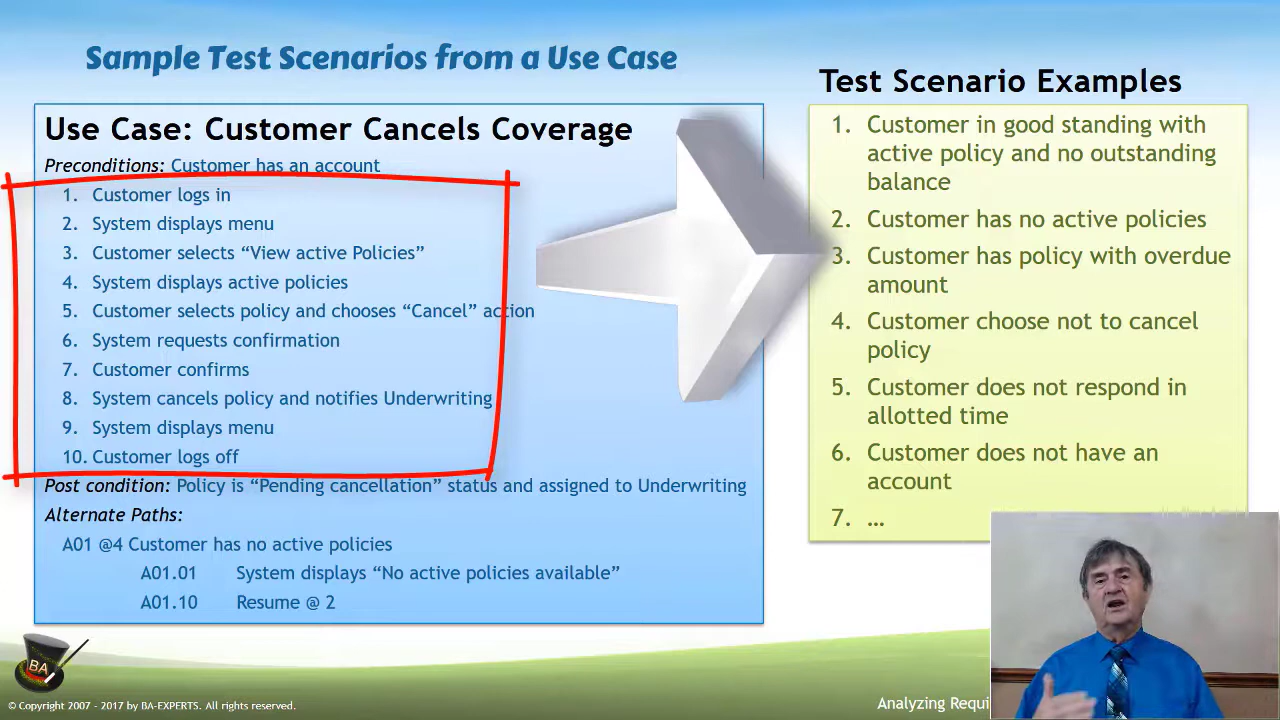 Sample Test Scenarios from a Use Case
Use Case: Customer Cancels Coverage
Preconditions: Customer has an account
1. Customer logs in
2. System displays menu
3. Customer selects “View active Policies”
4. System displays active policies
5. Customer selects policy and chooses “Cancel” action
6. System requests confirmation
7. Customer confirms
8. System cancels policy and notifies Underwriting
9. System displays menu
10. Customer logs off
Post condition: Policy is “Pending cancellation” status and assigned to Underwriting
Alternate Paths:
A01 @4 Customer has no active policies
A01.01 System displays “No active policies available”
A01.10 Resume @ 2
Test Scenario Examples
1. Customer in good standing with
active policy and no outstanding
balance
2. Customer has no active policies
3. Customer has policy with overdue
amount
4. Customer choose not to cancel
policy
5. Customer does not respond in
allotted time
6. Customer does not have an
account
7. …
BA
© Copyright 2007 - 2017 by BA-EXPERTS. All rights reserved.
Analyzing Requi